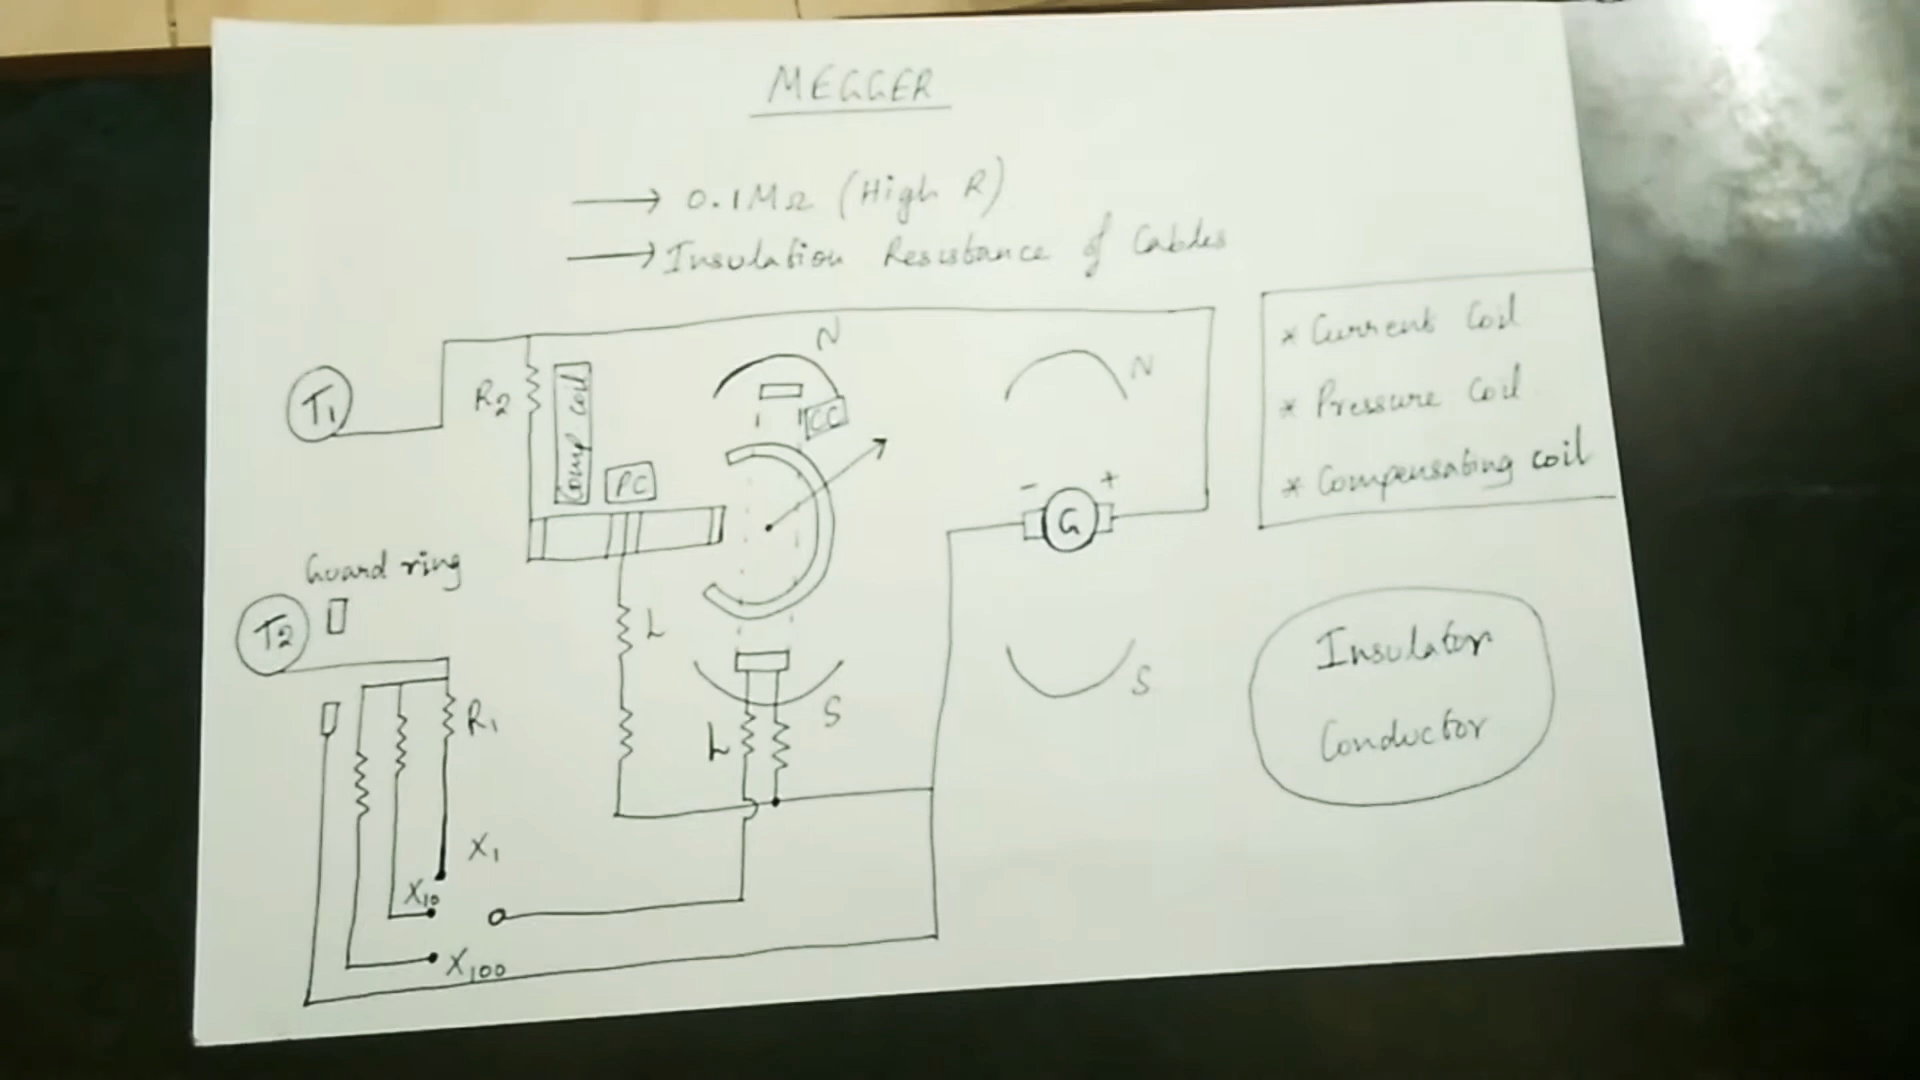 MEGGER
→ 0.1MΩ (High R)
→ Insulation Resistance of Cables
* Current Coil
* Pressure Coil
* Compensating coil
N
N
T1
R2
Comp coil
CC
PC
- +
G
Guard ring
T2
L
Insulator
Conductor
S
S
R1
L
X1
X10
X100